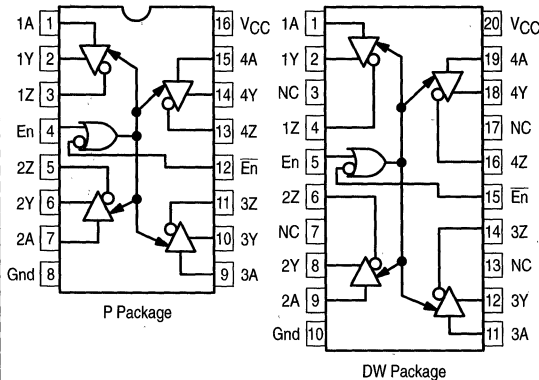 1A 1 16 VCC
1Y 2 15 4A
1Z 3 14 4Y
En 4 13 4Z
2Z 5 12 E̅n̅
2Y 6 11 3Z
2A 7 10 3Y
Gnd 8 9 3A
P Package
1A 1 20 VCC
1Y 2 19 4A
NC 3 18 4Y
1Z 4 17 NC
En 5 16 4Z
2Z 6 15 E̅n̅
NC 7 14 3Z
2Y 8 13 NC
2A 9 12 3Y
Gnd 10 11 3A
DW Package